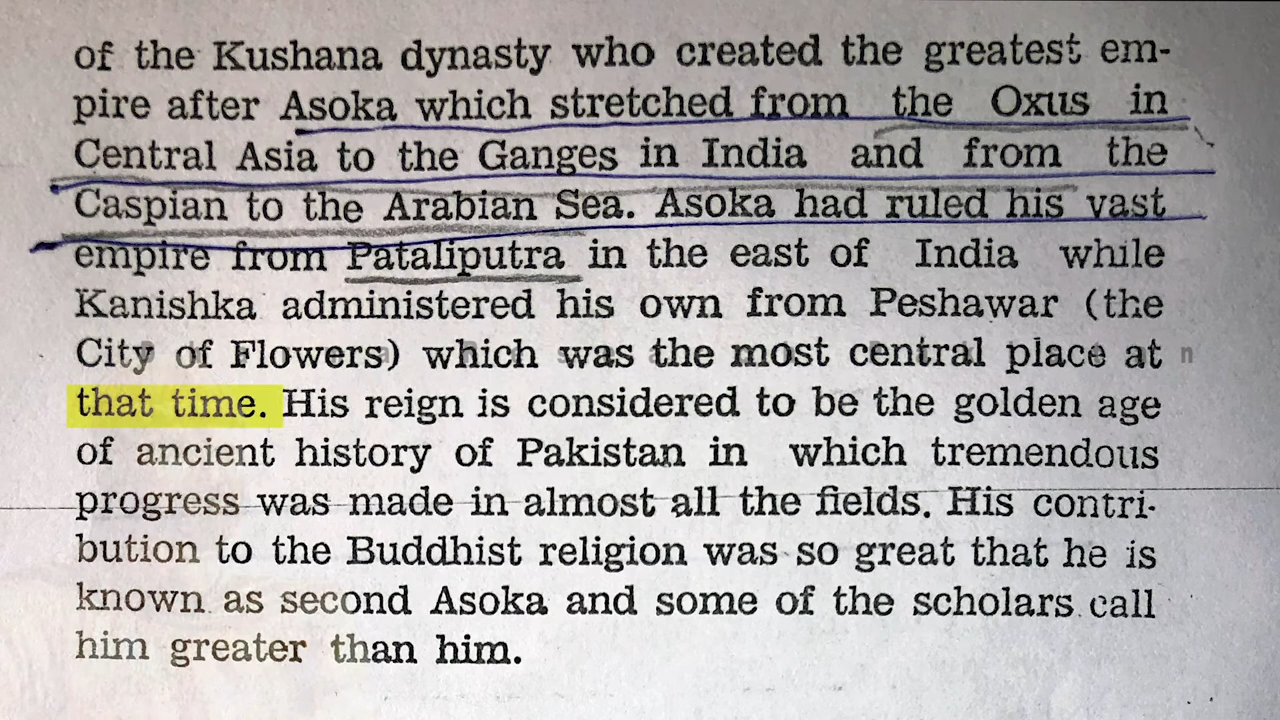 of the Kushana dynasty who created the greatest em-
pire after Asoka which stretched from the Oxus in
Central Asia to the Ganges in India and from the
Caspian to the Arabian Sea. Asoka had ruled his vast
empire from Pataliputra in the east of India while
Kanishka administered his own from Peshawar (the
City of Flowers) which was the most central place at
that time. His reign is considered to be the golden age
of ancient history of Pakistan in which tremendous
progress was made in almost all the fields. His contri-
bution to the Buddhist religion was so great that he is
known as second Asoka and some of the scholars call
him greater than him.